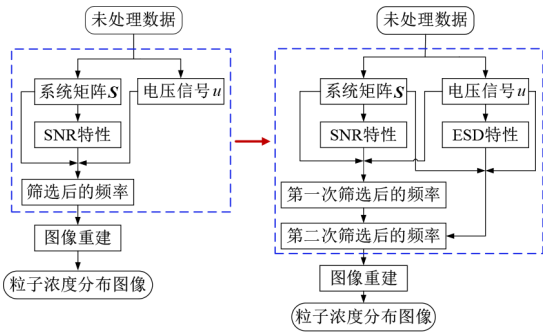 未处理数据
系统矩阵S
电压信号u
SNR特性
筛选后的频率
图像重建
粒子浓度分布图像
未处理数据
系统矩阵S
电压信号u
SNR特性
ESD特性
第一次筛选后的频率
第二次筛选后的频率
图像重建
粒子浓度分布图像